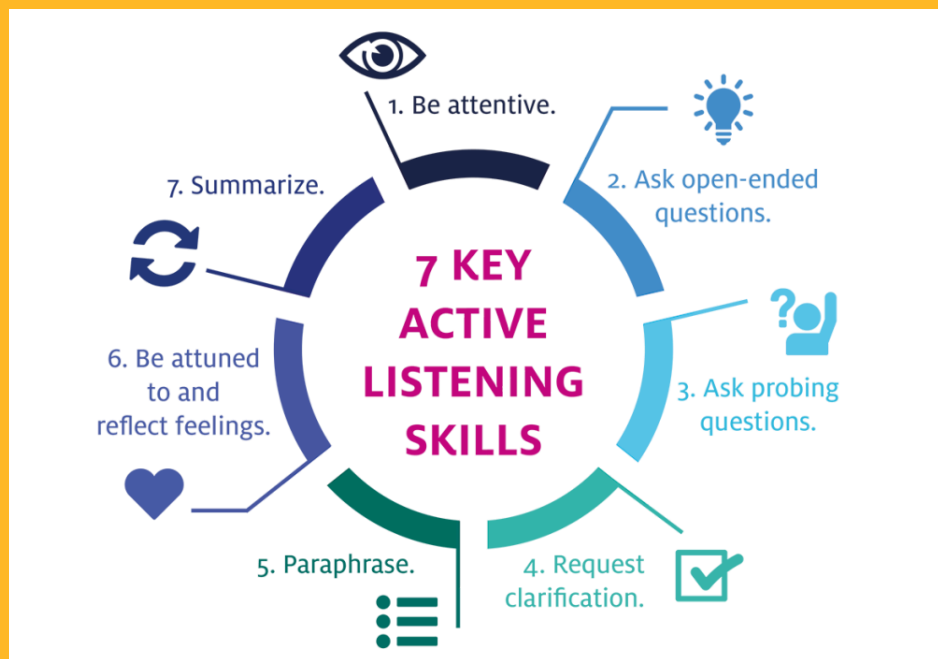 7 KEY
ACTIVE
LISTENING
SKILLS
1. Be attentive.
2. Ask open-ended
questions.
3. Ask probing
questions.
4. Request
clarification.
5. Paraphrase.
6. Be attuned
to and
reflect feelings.
7. Summarize.